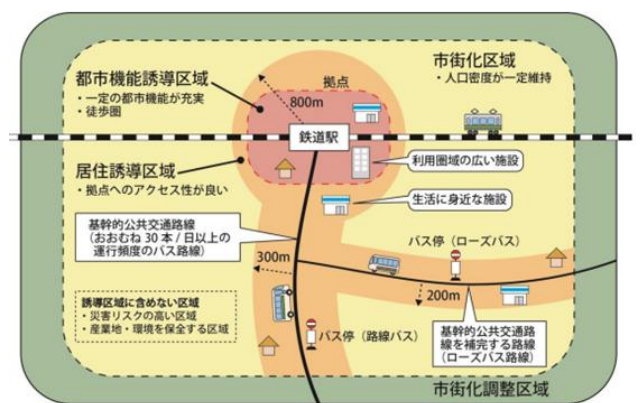 都市機能誘導区域
・一定の都市機能が充実
・徒歩圏
拠点
800m
市街化区域
・人口密度が一定維持
鉄道駅
居住誘導区域
・拠点へのアクセス性が良い
利用圏域の広い施設
生活に身近な施設
基幹的公共交通路線
(おおむね 30 本 / 日以上の
運行頻度のバス路線)
300m
バス停(ローズバス)
200m
誘導区域に含めない区域
・災害リスクの高い区域
・産業地・環境を保全する区域
バス停(路線バス)
基幹的公共交通路
線を補完する路線
(ローズバス路線)
市街化調整区域